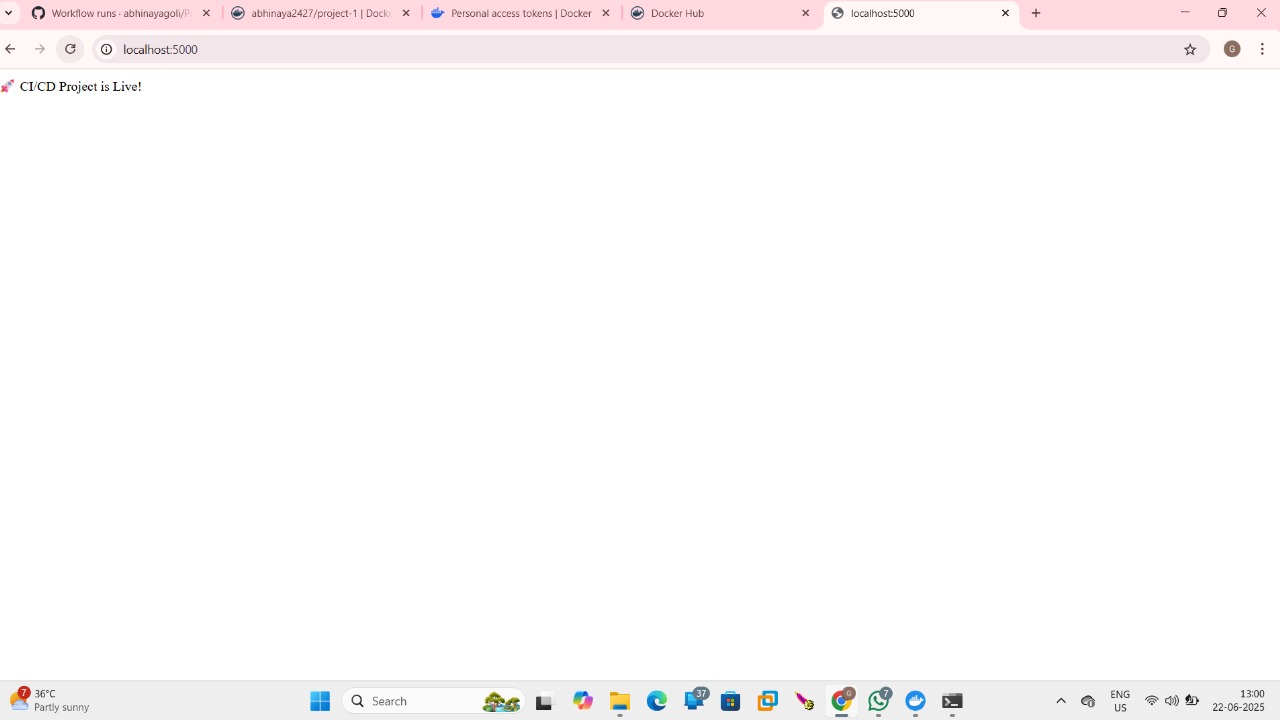 Workflow runs · abhinayagoli/P
abhinaya2427/project-1 | Docke
Personal access tokens | Docker
Docker Hub
localhost:5000
localhost:5000
G
🚀 CI/CD Project is Live!
7
36°C
Partly sunny
Search
37
G
7
ENG
US
13:00
22-06-2025